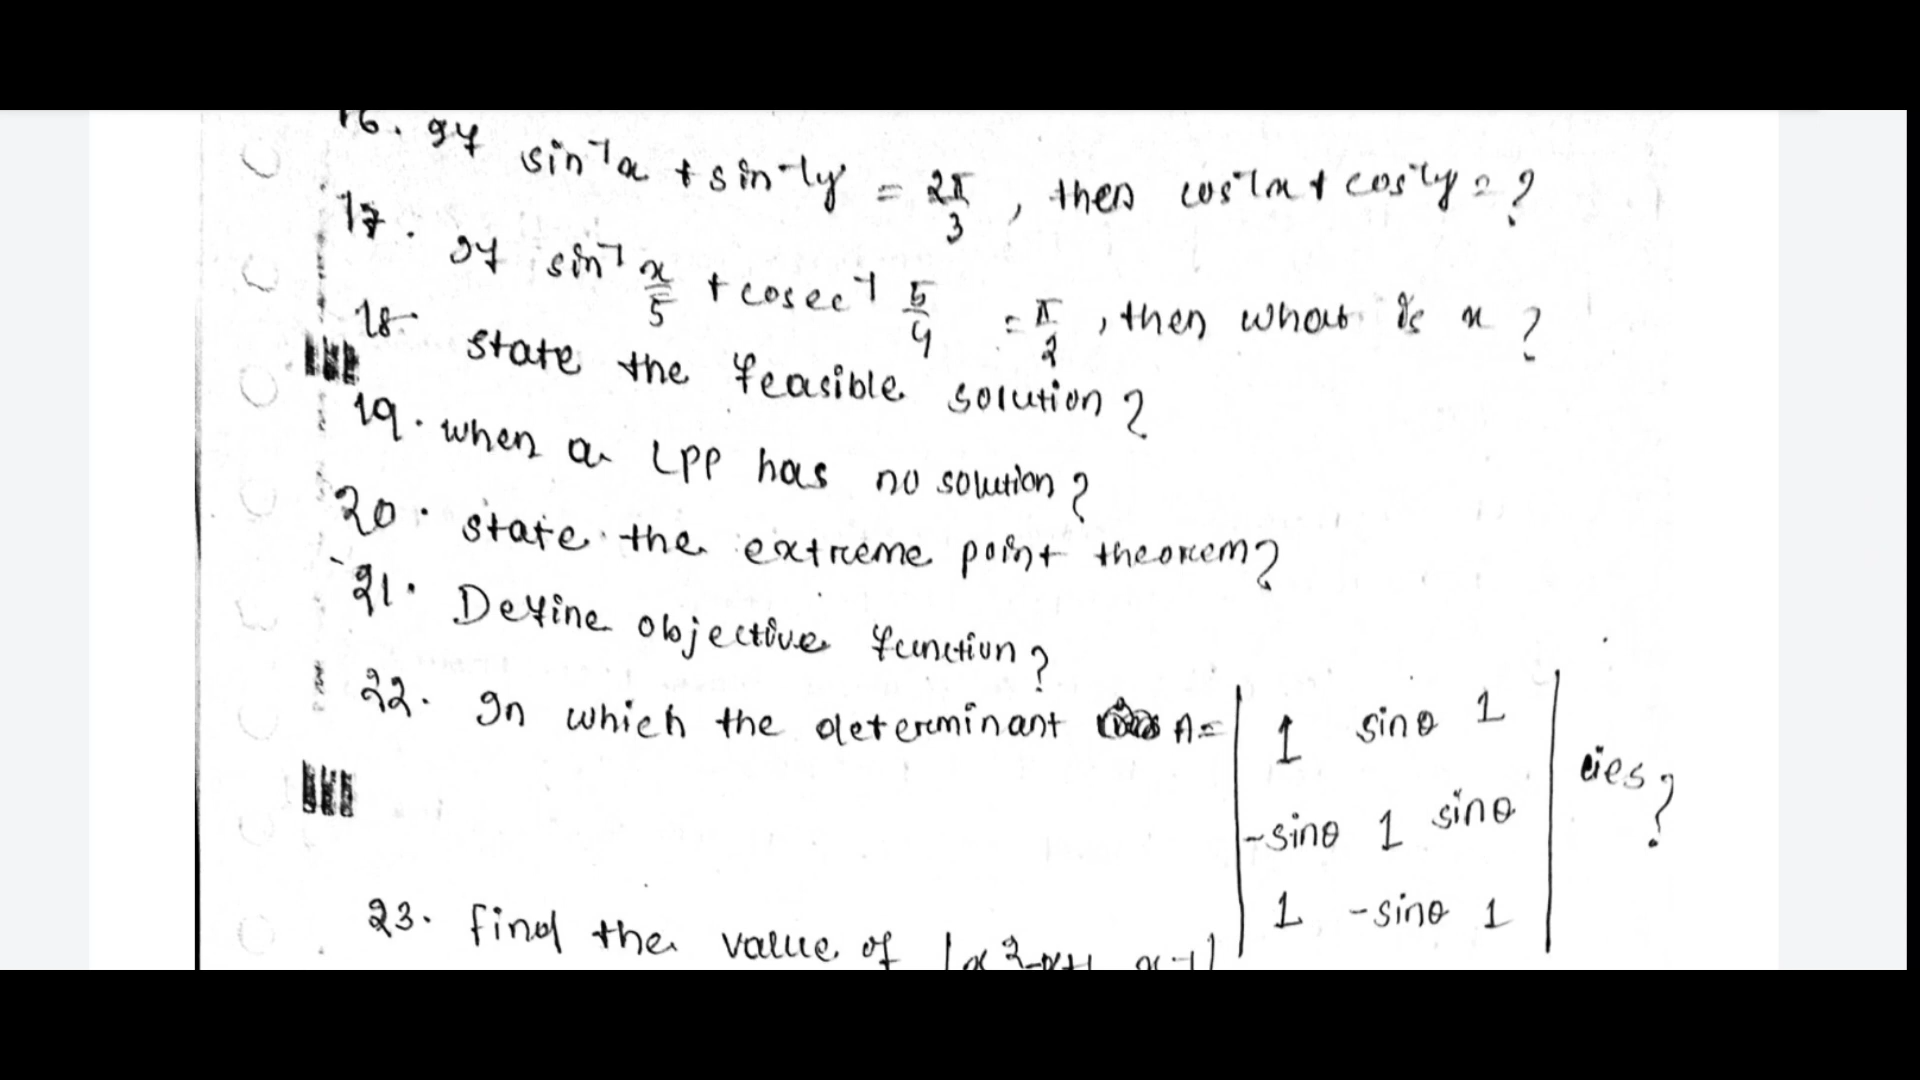 16. If sin⁻¹x + sin⁻¹y = 2π/3, then cos⁻¹x + cos⁻¹y = ?
17. If sin⁻¹ x/5 + cosec⁻¹ 5/4 = π/2, then what is x ?
18. state the feasible solution?
19. when a LPP has no solution?
20. state the extreme point theorem?
21. Define objective function?
22. In which the determinant A= | 1 sinθ 1 | lies?
| -sinθ 1 sinθ |
| 1 -sinθ 1 |
23. find the value of | x²-x+1 x-1 |